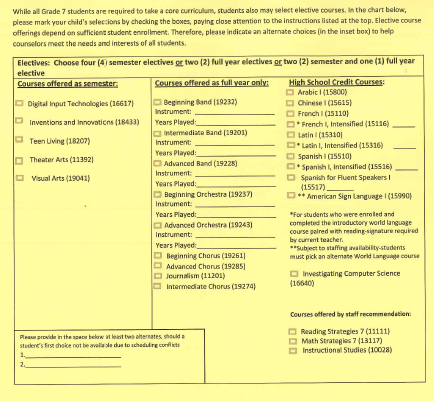 While all Grade 7 students are required to take a core curriculum, students also may select elective courses. In the chart below,
please mark your child's selections by checking the boxes, paying close attention to the instructions listed at the top. Elective course
offerings depend on sufficient student enrollment. Therefore, please indicate an alternate choices (in the inset box) to help
counselors meet the needs and interests of all students.
Electives: Choose four (4) semester electives or two (2) full year electives or two (2) semester and one (1) full year
elective
Courses offered as semester:
Digital Input Technologies (16617)
Inventions and Innovations (18433)
Teen Living (18207)
Theater Arts (11392)
Visual Arts (19041)
Courses offered as full year only:
Beginning Band (19232)
Instrument:
Years Played:
Intermediate Band (19201)
Instrument:
Years Played:
Advanced Band (19228)
Instrument:
Years Played:
Beginning Orchestra (19237)
Instrument:
Years Played:
Advanced Orchestra (19243)
Instrument:
Years Played:
Beginning Chorus (19261)
Advanced Chorus (19285)
Journalism (11201)
Intermediate Chorus (19274)
High School Credit Courses:
Arabic I (15800)
Chinese I (15615)
French I (15110)
* French I, Intensified (15116)
Latin I (15310)
* Latin I, Intensified (15316)
Spanish I (15510)
* Spanish I, Intensified (15516)
Spanish for Fluent Speakers I
(15517)
** American Sign Language I (15990)
*For students who were enrolled and
completed the introductory world language
course paired with reading-signature required
by current teacher.
**Subject to staffing availability-students
must pick an alternate World Language course
Investigating Computer Science
(16640)
Courses offered by staff recommendation:
Reading Strategies 7 (11111)
Math Strategies 7 (13117)
Instructional Studies (10028)
Please provide in the space below at least two alternates, should a
student's first choice not be available due to scheduling conflicts
1.
2.